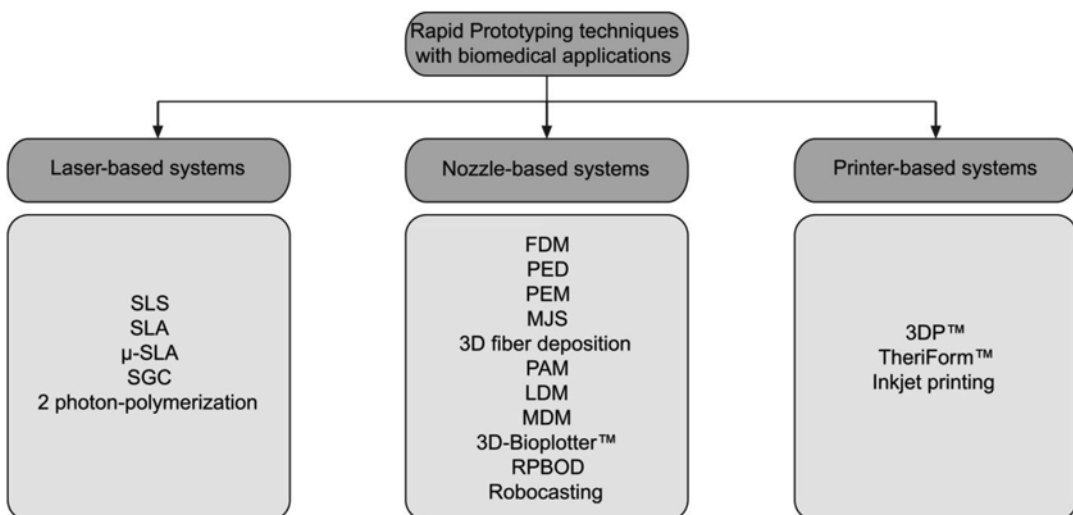 Rapid Prototyping techniques
with biomedical applications
Laser-based systems
Nozzle-based systems
Printer-based systems
SLS
SLA
μ-SLA
SGC
2 photon-polymerization
FDM
PED
PEM
MJS
3D fiber deposition
PAM
LDM
MDM
3D-Bioplotter™
RPBOD
Robocasting
3DP™
TheriForm™
Inkjet printing